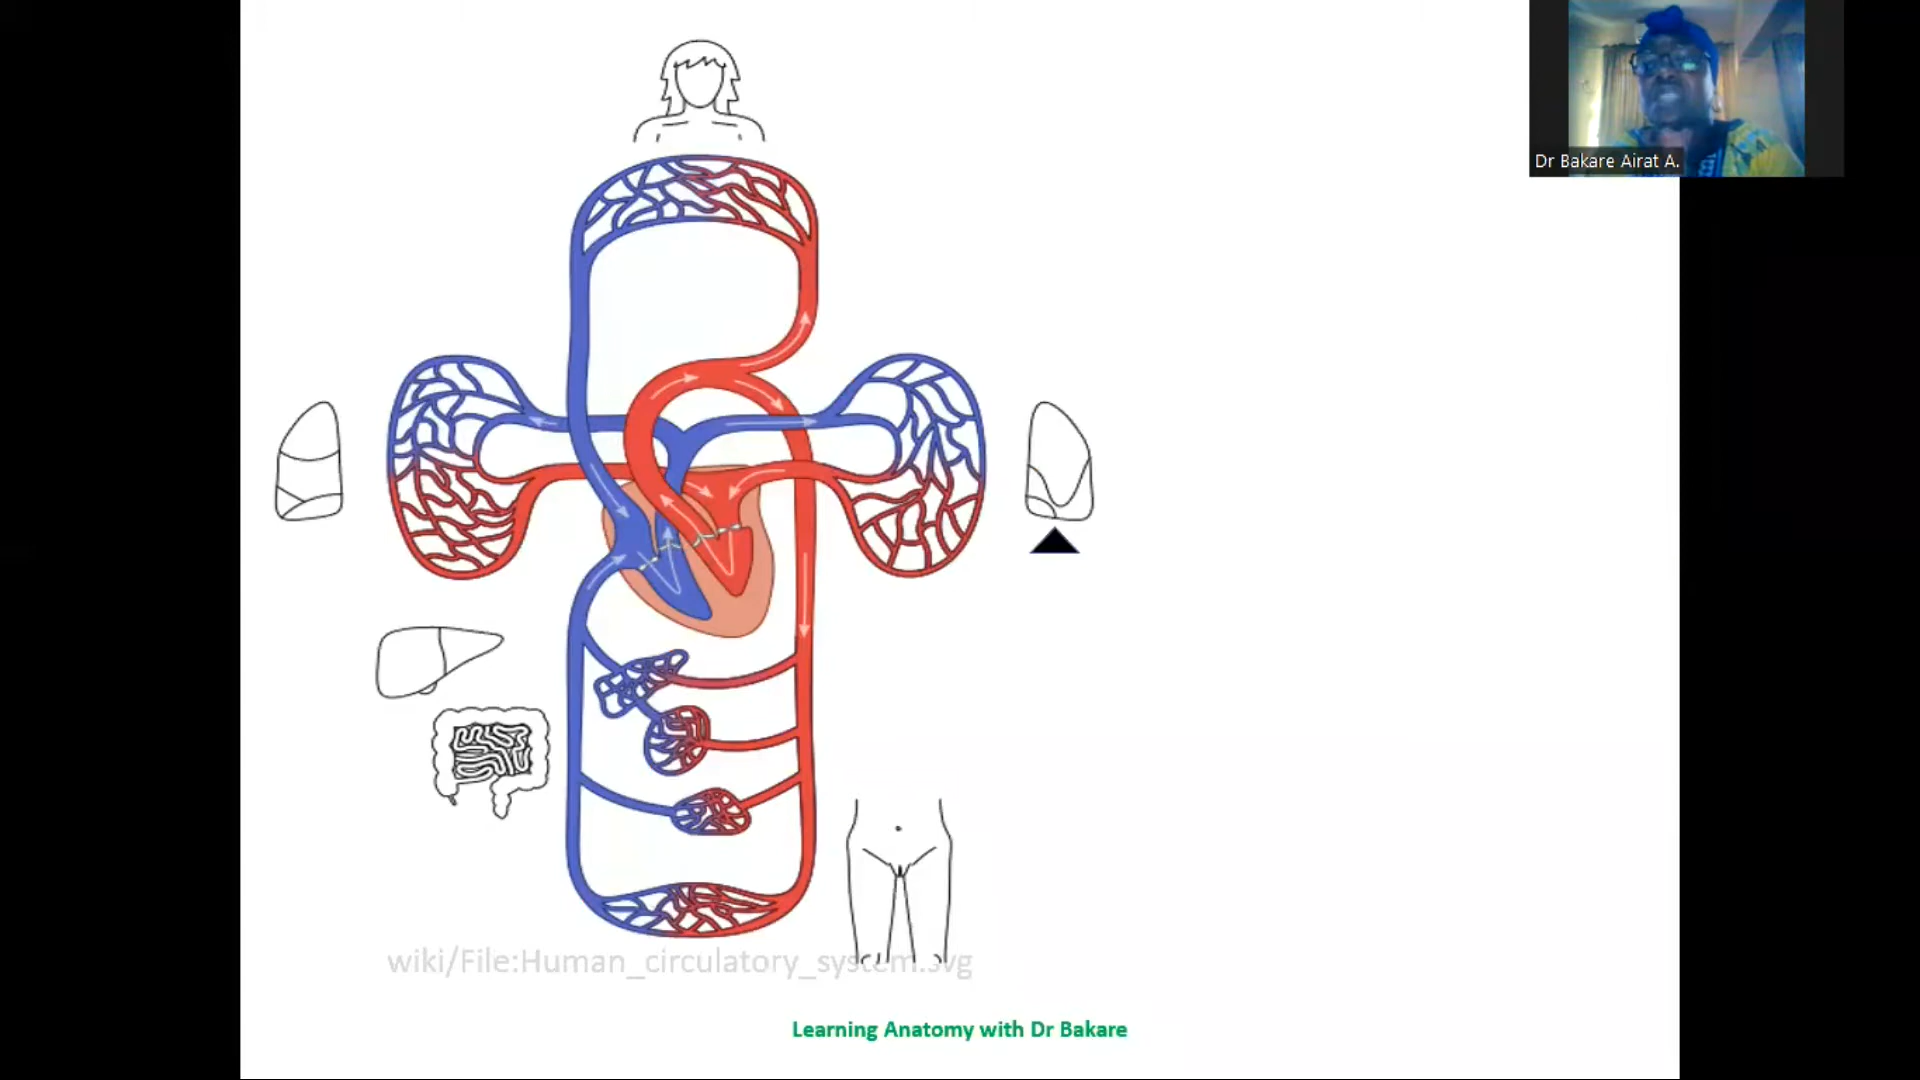 Dr Bakare Airat A.
wiki/File:Human_circulatory_system.svg
Learning Anatomy with Dr Bakare